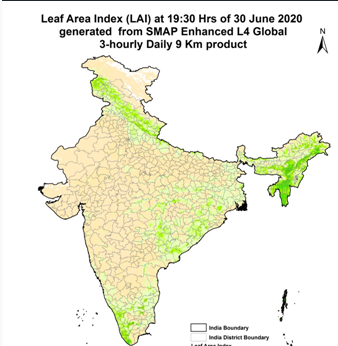 Leaf Area Index (LAI) at 19:30 Hrs of 30 June 2020
generated from SMAP Enhanced L4 Global
3-hourly Daily 9 Km product
N
India Boundary
India District Boundary
Leaf Area Index